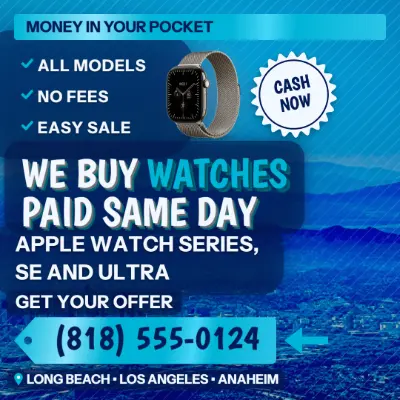 MONEY IN YOUR POCKET
ALL MODELS
NO FEES
EASY SALE
CASH
NOW
WE BUY WATCHES
PAID SAME DAY
APPLE WATCH SERIES,
SE AND ULTRA
GET YOUR OFFER
(818) 555-0124
LONG BEACH • LOS ANGELES • ANAHEIM